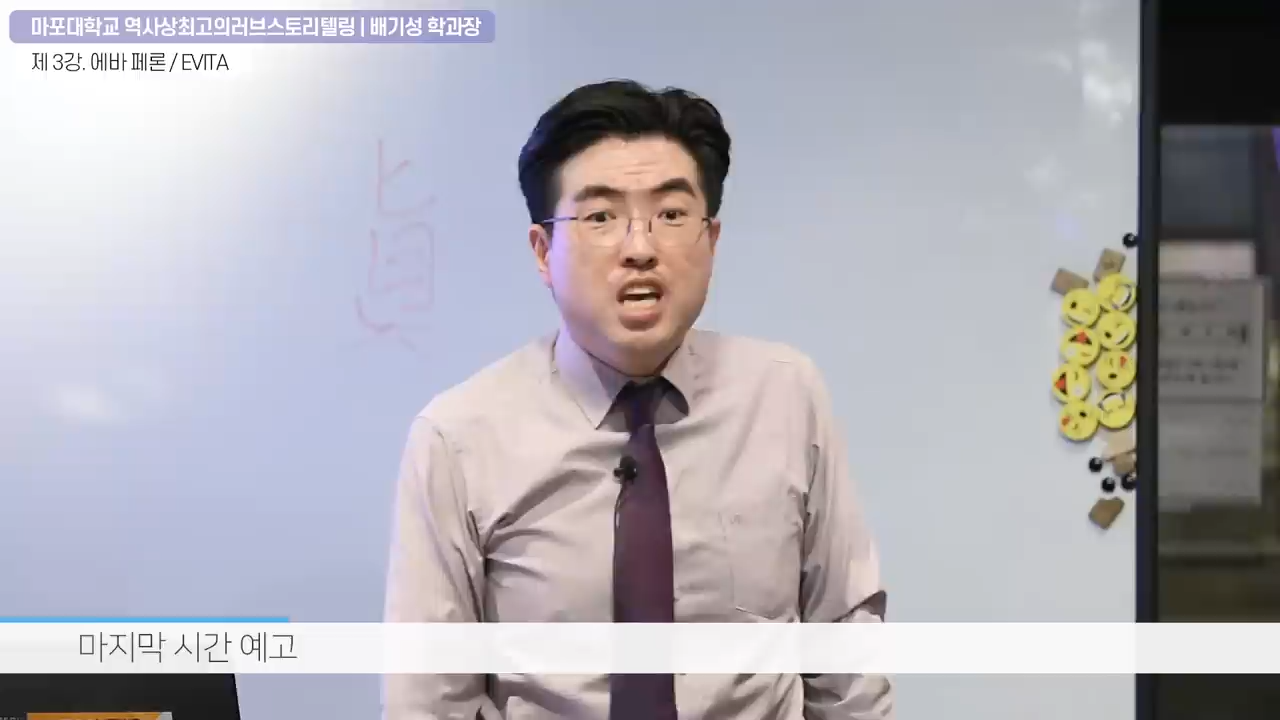 마포대학교 역사상최고의러브스토리텔링 | 배기성 학과장
제 3강. 에바 페론 / EVITA
眞
마지막 시간 예고